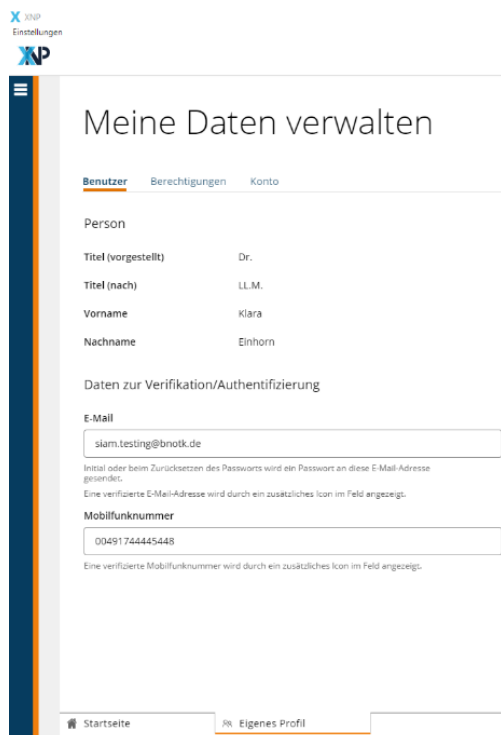 XNP
Einstellungen
XNP
Meine Daten verwalten
Benutzer Berechtigungen Konto
Person
Titel (vorgestellt) Dr.
Titel (nach) LL.M.
Vorname Klara
Nachname Einhorn
Daten zur Verifikation/Authentifizierung
E-Mail
siam.testing@bnotk.de
Initial oder beim Zurücksetzen des Passworts wird ein Passwort an diese E-Mail-Adresse
gesendet.
Eine verifizierte E-Mail-Adresse wird durch ein zusätzliches Icon im Feld angezeigt.
Mobilfunknummer
00491744445448
Eine verifizierte Mobilfunknummer wird durch ein zusätzliches Icon im Feld angezeigt.
Startseite Eigenes Profil